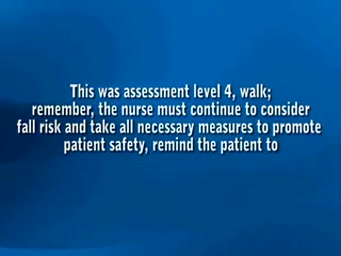 This was assessment level 4, walk;
remember, the nurse must continue to consider
fall risk and take all necessary measures to promote
patient safety, remind the patient to